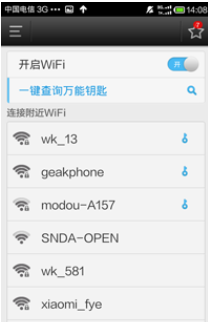 中国电信 3G ••• 14:08
开启WiFi 开
一键查询万能钥匙
连接附近WiFi
wk_13
geakphone
modou-A157
SNDA-OPEN
wk_581
xiaomi_fye